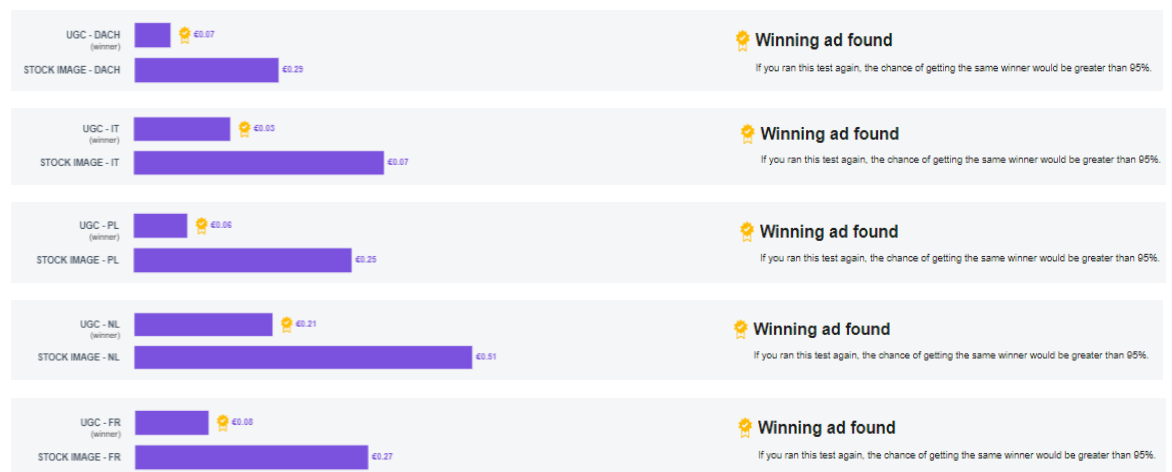 UGC - DACH
(winner)
€0.07
STOCK IMAGE - DACH
€0.29
Winning ad found
If you ran this test again, the chance of getting the same winner would be greater than 95%.
UGC - IT
(winner)
€0.03
STOCK IMAGE - IT
€0.07
Winning ad found
If you ran this test again, the chance of getting the same winner would be greater than 95%.
UGC - PL
(winner)
€0.06
STOCK IMAGE - PL
€0.25
Winning ad found
If you ran this test again, the chance of getting the same winner would be greater than 95%.
UGC - NL
(winner)
€0.21
STOCK IMAGE - NL
€0.51
Winning ad found
If you ran this test again, the chance of getting the same winner would be greater than 95%.
UGC - FR
(winner)
€0.08
STOCK IMAGE - FR
€0.27
Winning ad found
If you ran this test again, the chance of getting the same winner would be greater than 95%.